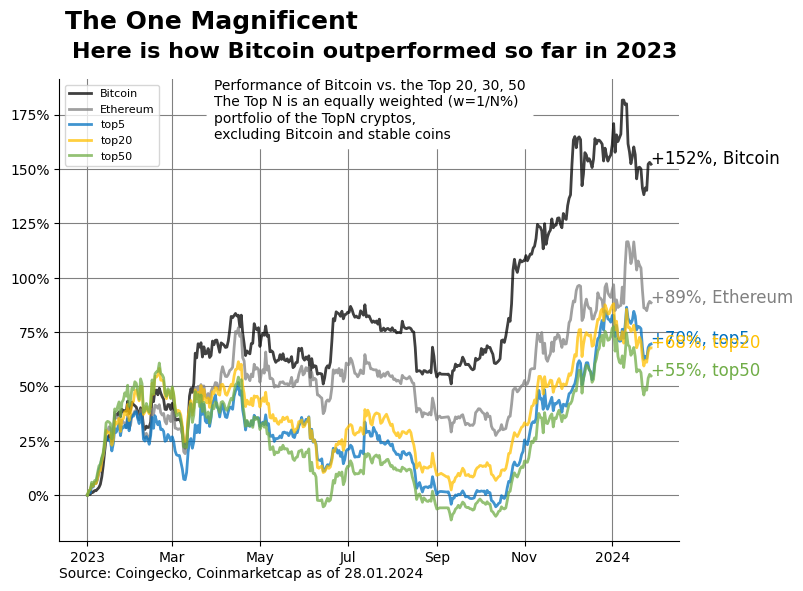 The One Magnificent
Here is how Bitcoin outperformed so far in 2023
Performance of Bitcoin vs. the Top 20, 30, 50
The Top N is an equally weighted (w=1/N%)
portfolio of the TopN cryptos,
excluding Bitcoin and stable coins
Bitcoin
Ethereum
top5
top20
top50
175%
150%
125%
100%
75%
50%
25%
0%
+152%, Bitcoin
+89%, Ethereum
+70%, top5
+68%, top20
+55%, top50
2023
Mar
May
Jul
Sep
Nov
2024
Source: Coingecko, Coinmarketcap as of 28.01.2024